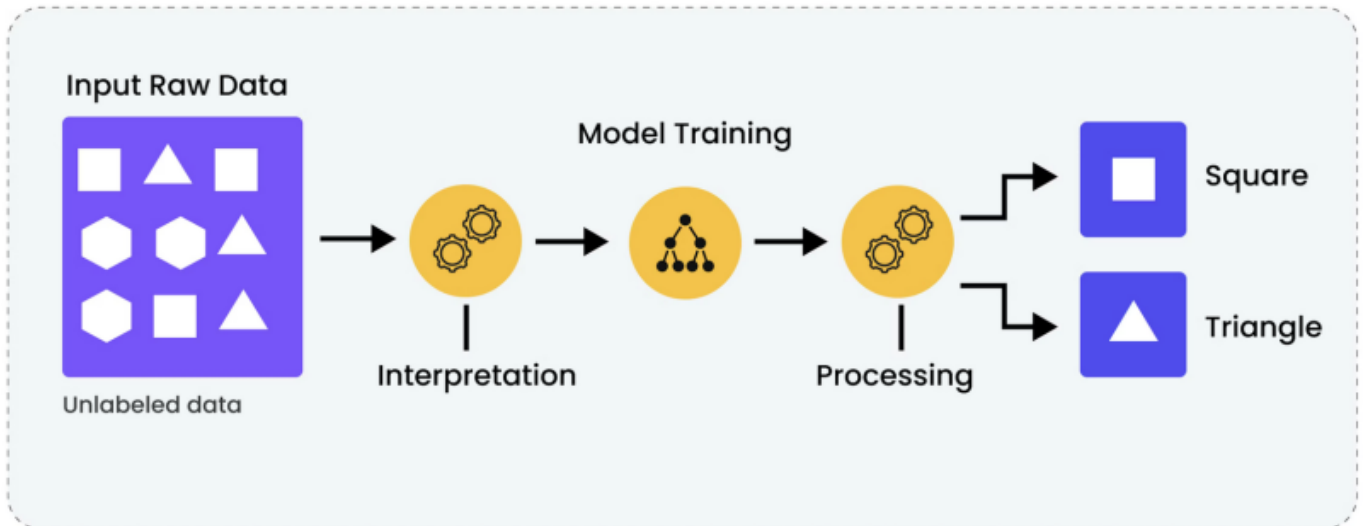 Input Raw Data
Unlabeled data
Interpretation
Model Training
Processing
Square
Triangle